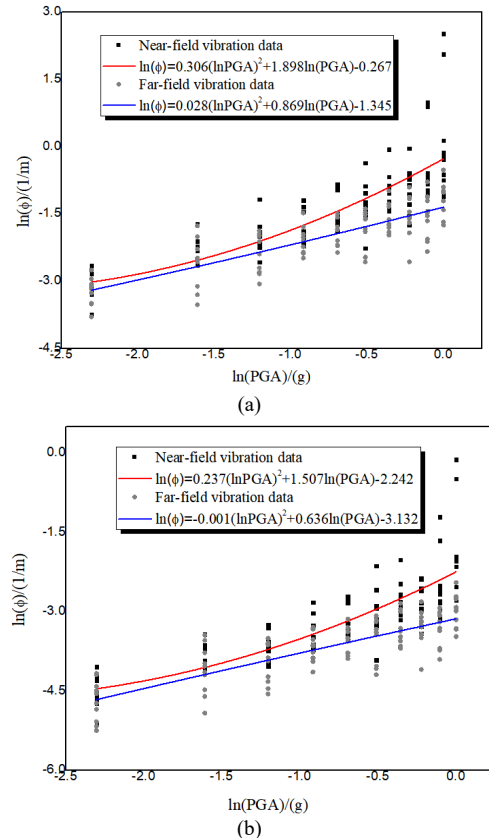 3.0
1.5
0.0
-1.5
-3.0
-4.5
ln(ϕ)/(1/m)
Near-field vibration data
ln(ϕ)=0.306(lnPGA)²+1.898ln(PGA)-0.267
Far-field vibration data
ln(ϕ)=0.028(lnPGA)²+0.869ln(PGA)-1.345
-2.5 -2.0 -1.5 -1.0 -0.5 0.0
ln(PGA)/(g)
(a)
0.0
-1.5
-3.0
-4.5
-6.0
ln(ϕ)/(1/m)
Near-field vibration data
ln(ϕ)=0.237(lnPGA)²+1.507ln(PGA)-2.242
Far-field vibration data
ln(ϕ)=-0.001(lnPGA)²+0.636ln(PGA)-3.132
-2.5 -2.0 -1.5 -1.0 -0.5 0.0
ln(PGA)/(g)
(b)